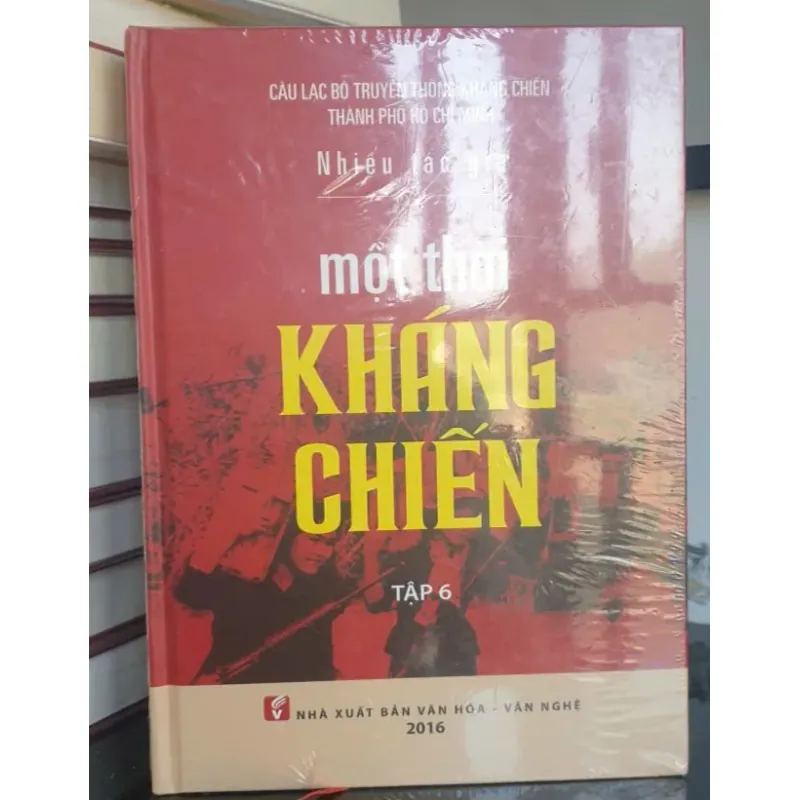 CÂU LẠC BỘ TRUYỀN THỐNG KHÁNG CHIẾN
THÀNH PHỐ HỒ CHÍ MINH
Nhiều tác giả
một thời
KHÁNG
CHIẾN
TẬP 6
NHÀ XUẤT BẢN VĂN HÓA - VĂN NGHỆ
2016